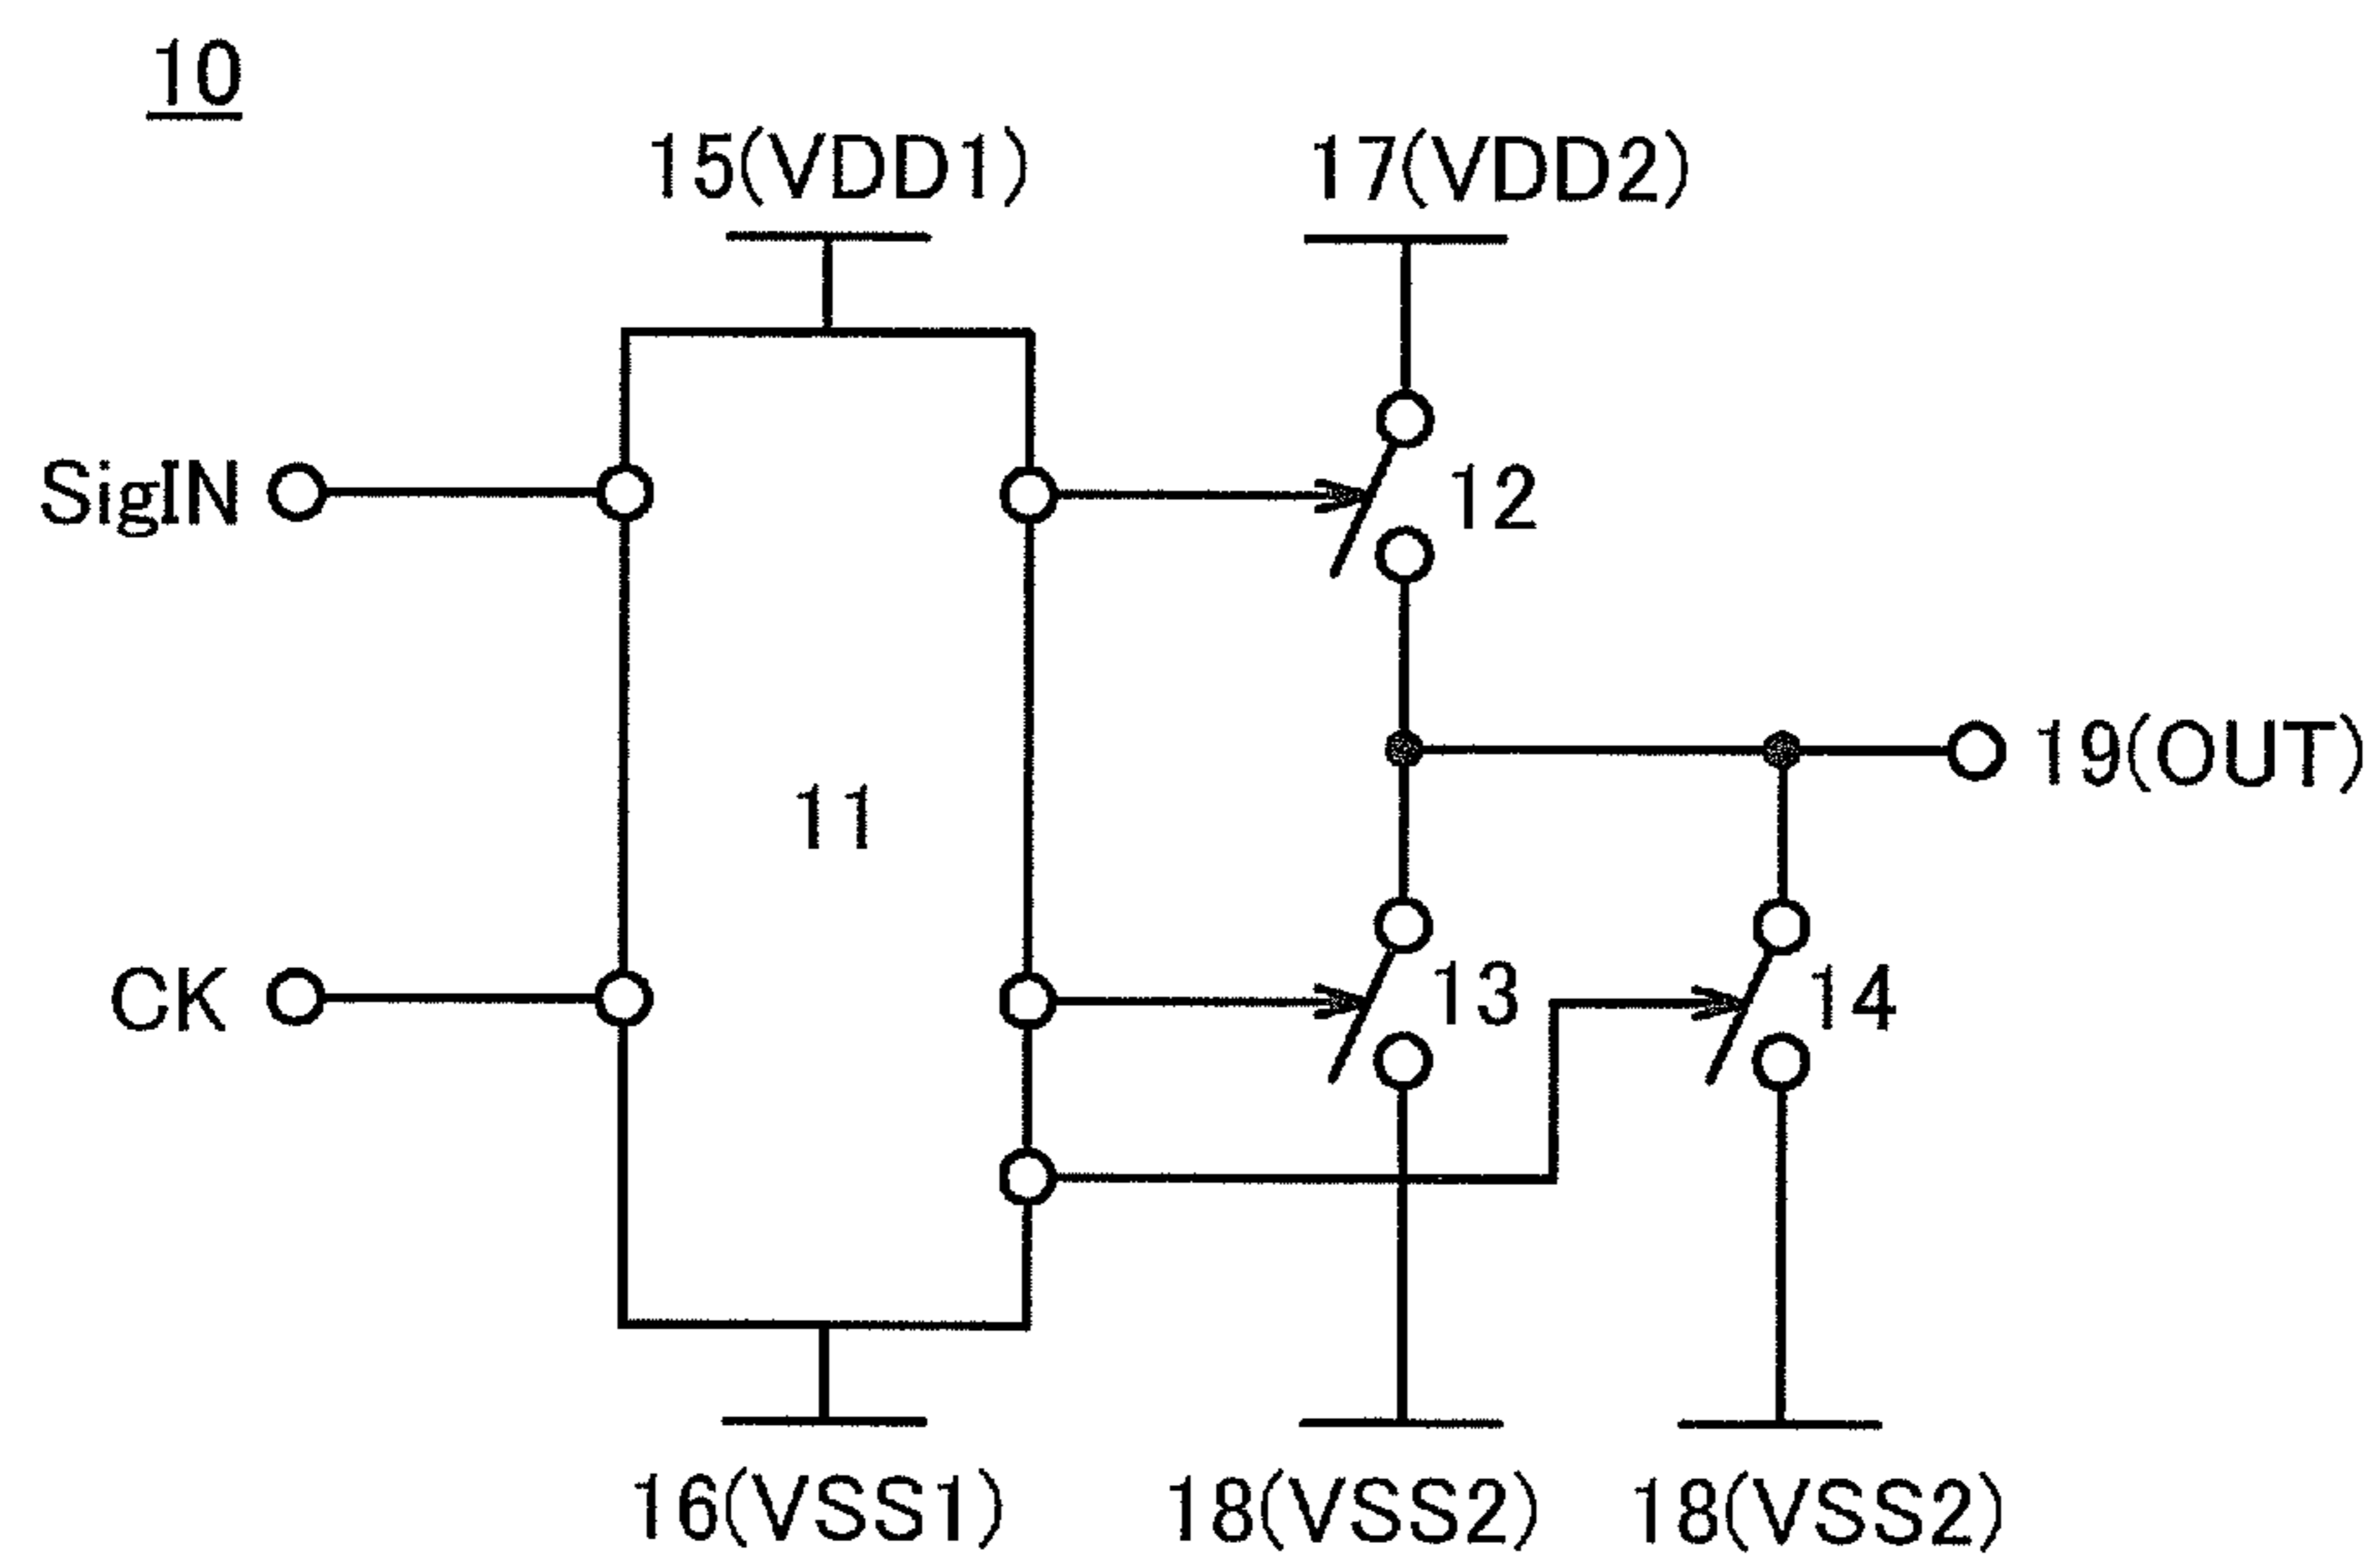 10
15(VDD1)
17(VDD2)
SigIN
12
11
19(OUT)
CK
13
14
16(VSS1)
18(VSS2)
18(VSS2)